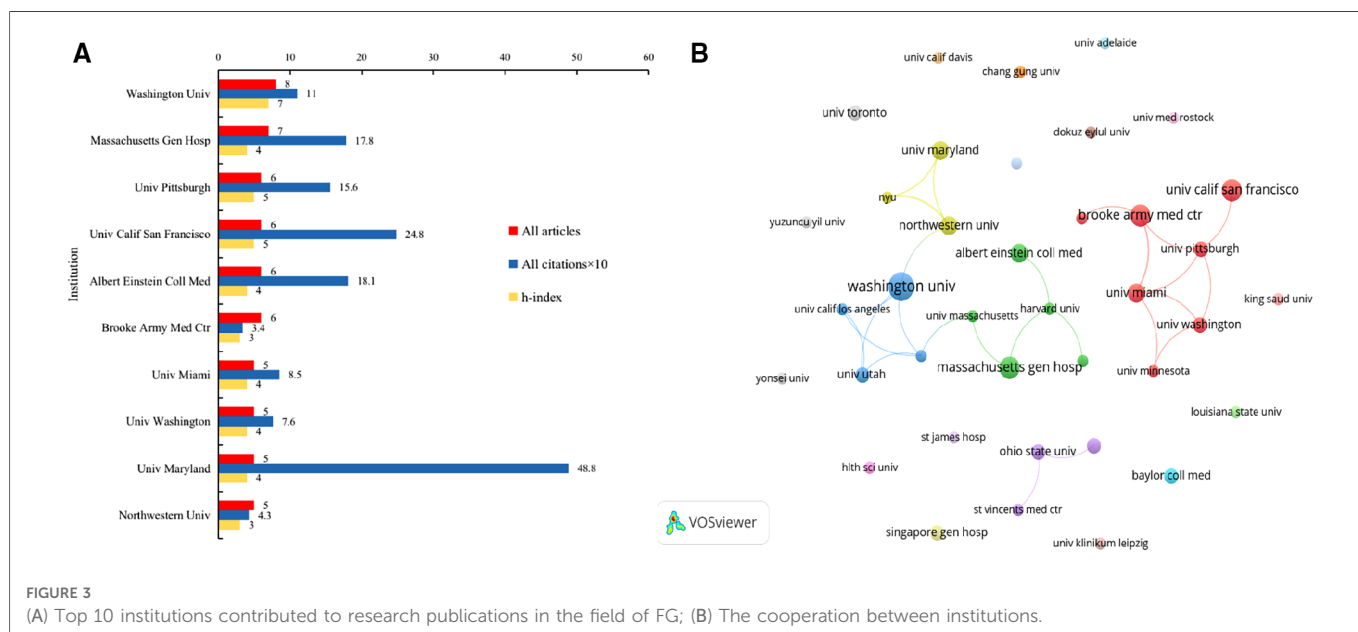 A
0 10 20 30 40 50 60
Institution
Washington Univ 8 11 7
Massachusetts Gen Hosp 7 17.8 4
Univ Pittsburgh 6 15.6 5
Univ Calif San Francisco 6 24.8 5
Albert Einstein Coll Med 6 18.1 4
Brooke Army Med Ctr 6 3.4 3
Univ Miami 5 8.5 4
Univ Washington 5 7.6 4
Univ Maryland 5 48.8 4
Northwestern Univ 5 4.3 3
All articles
All citations×10
h-index
B
univ adelaide
univ calif davis
chang gung univ
univ toronto
univ med rostock
dokuz eylul univ
univ maryland
univ calif san francisco
nyu
brooke army med ctr
yuzuncu yil univ
northwestern univ
albert einstein coll med
univ pittsburgh
washington univ
univ miami
king saud univ
univ calif los angeles
univ massachusetts
harvard univ
univ washington
massachusetts gen hosp
univ minnesota
yonsei univ
univ utah
louisiana state univ
st james hosp
ohio state univ
hlth sci univ
baylor coll med
st vincents med ctr
singapore gen hosp
univ klinikum leipzig
VOSviewer
FIGURE 3
(A) Top 10 institutions contributed to research publications in the field of FG; (B) The cooperation between institutions.